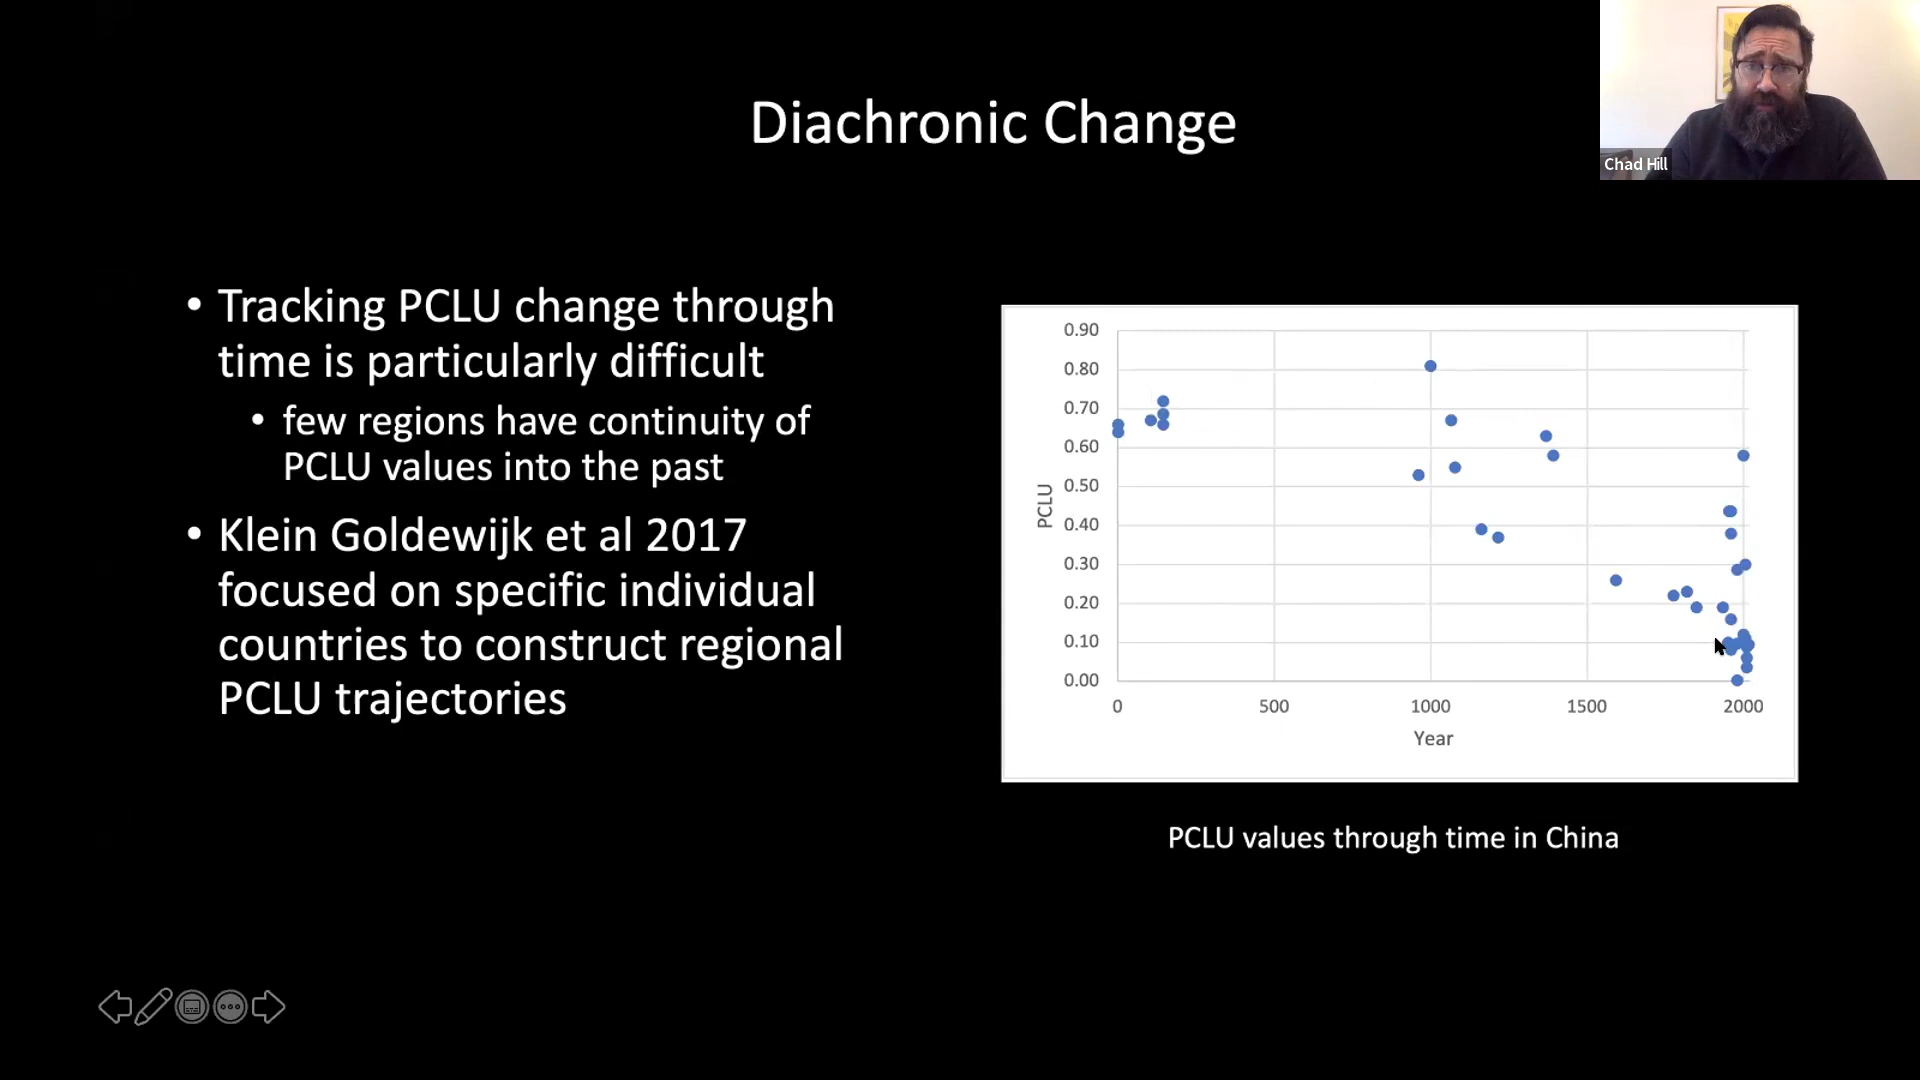 Diachronic Change
Chad Hill
• Tracking PCLU change through
time is particularly difficult
• few regions have continuity of
PCLU values into the past
• Klein Goldewijk et al 2017
focused on specific individual
countries to construct regional
PCLU trajectories
0.90
0.80
0.70
0.60
0.50
0.40
0.30
0.20
0.10
0.00
PCLU
0 500 1000 1500 2000
Year
PCLU values through time in China